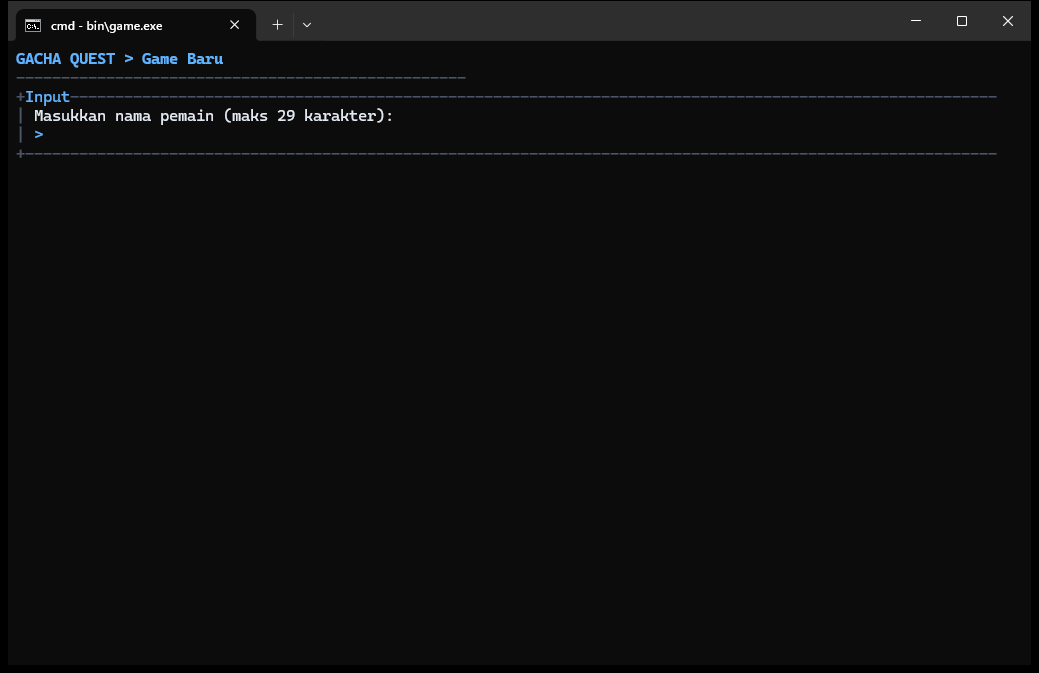 cmd - bin\game.exe
GACHA QUEST > Game Baru
+Input
| Masukkan nama pemain (maks 29 karakter):
| >